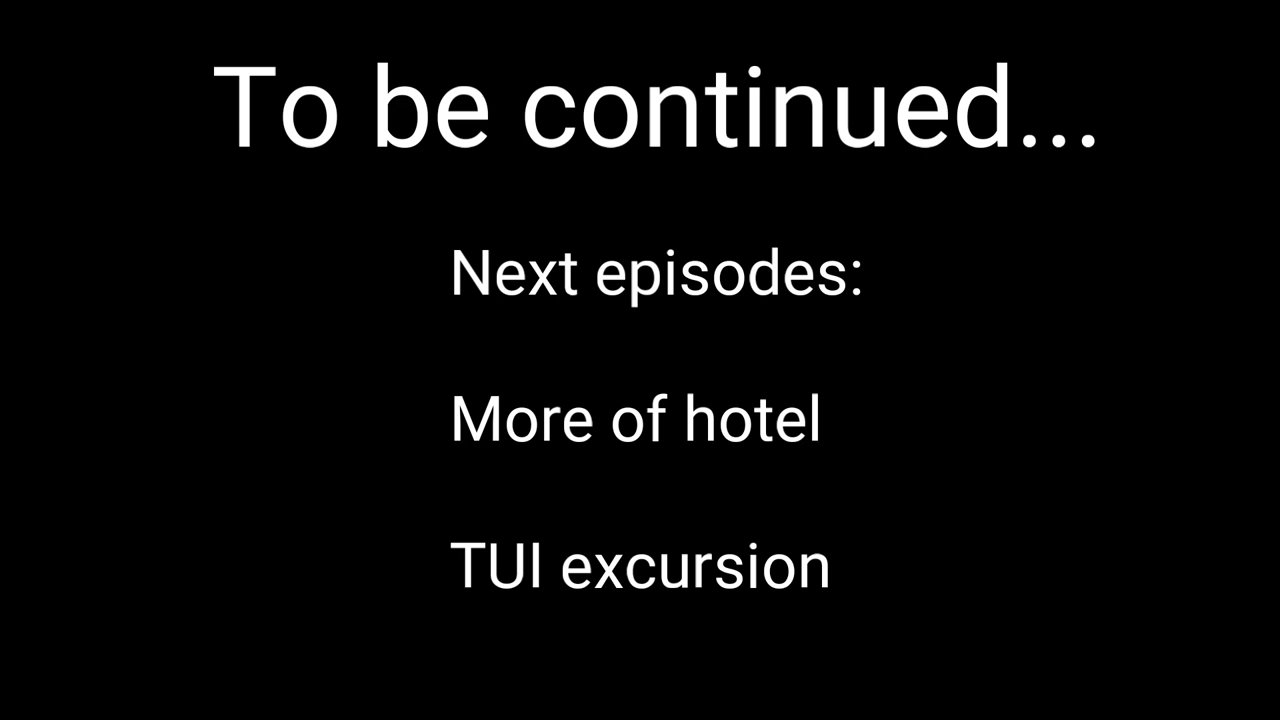 To be continued...
Next episodes:
More of hotel
TUI excursion